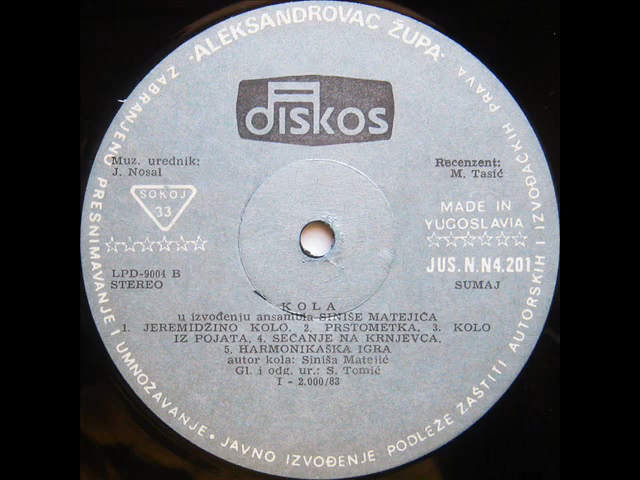 "ALEKSANDROVAC ŽUPA"
ZABRANJENO PRESNIMAVANJE, UMNOŽAVANJE • JAVNO IZVOĐENJE PODLEŽE ZAŠTITI AUTORSKIH I IZVOĐAČKIH PRAVA
DISKOS
Muz. urednik:
J. Nosal
Recenzent:
M. Tasić
SOKOJ
33
MADE IN
YUGOSLAVIA
LPD-9004 B
STEREO
JUS. N.N4.201
SUMAJ
KOLA
u izvođenju ansambla SINIŠE MATEJIĆA
1. JEREMIDŽINO KOLO, 2. PRSTOMETKA, 3. KOLO
IZ POJATA, 4. SEĆANJE NA KRNJEVCA,
5. HARMONIKAŠKA IGRA
autor kola: Siniša Matejić
Gl. i odg. ur.: S. Tomić
I - 2.000/83